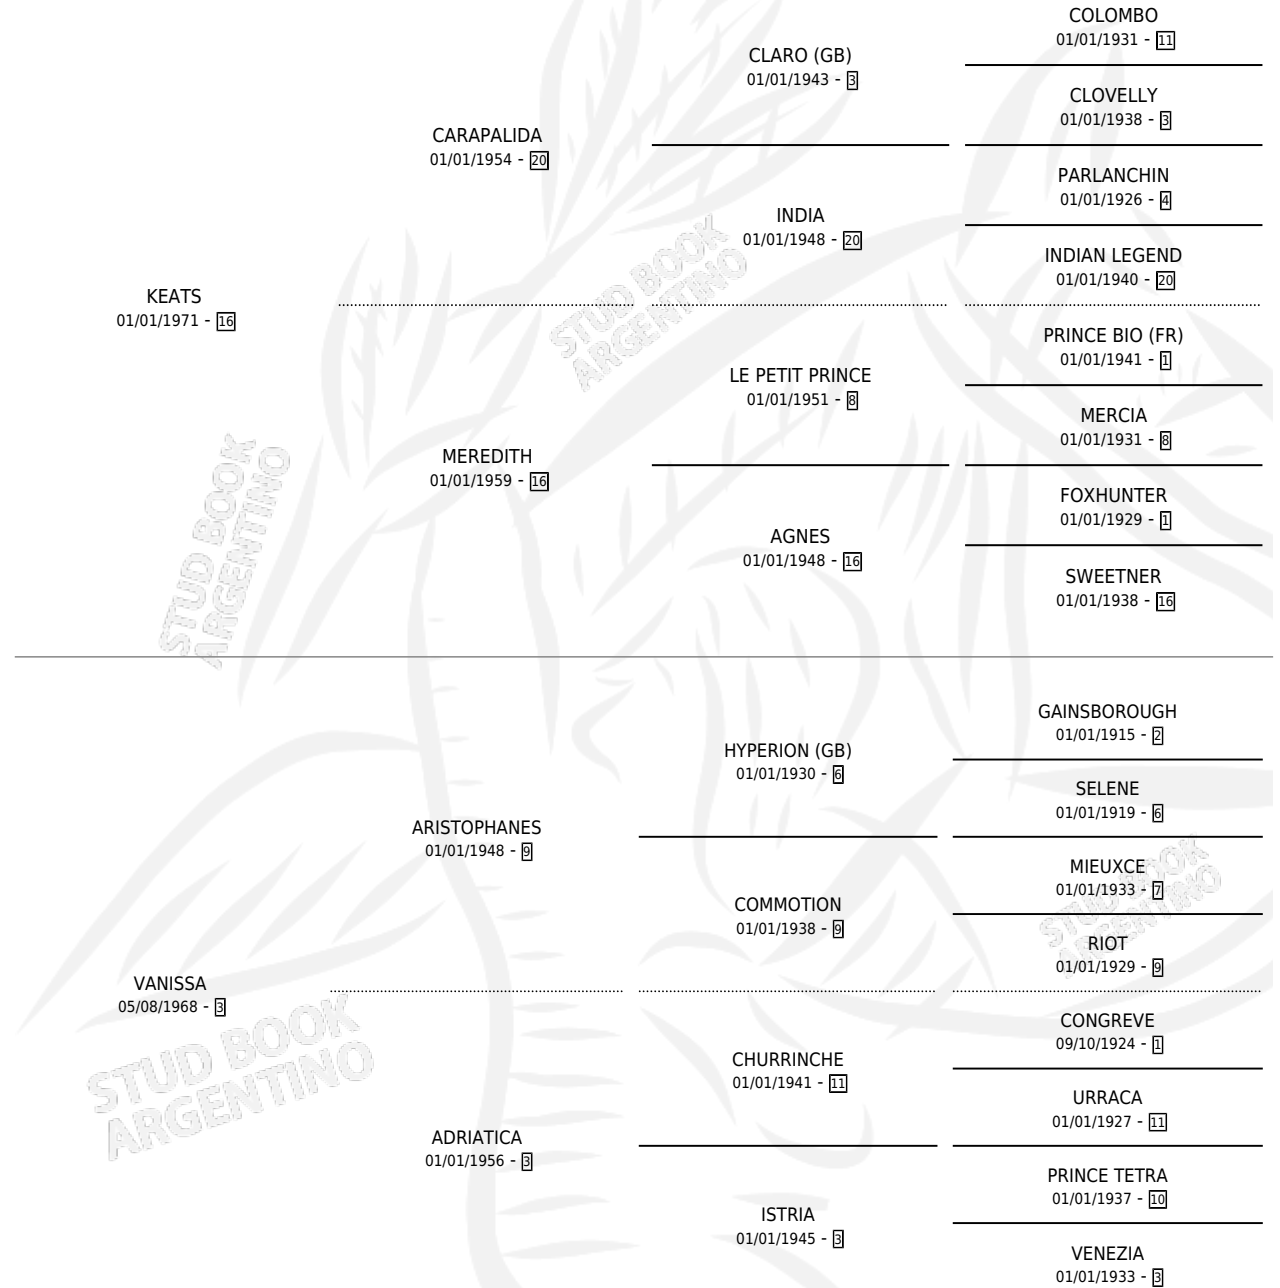 COLOMBO
01/01/1931 - 11
CLARO (GB)
01/01/1943 - 3
CLOVELLY
01/01/1938 - 3
CARAPALIDA
01/01/1954 - 20
PARLANCHIN
01/01/1926 - 4
INDIA
01/01/1948 - 20
INDIAN LEGEND
01/01/1940 - 20
KEATS
01/01/1971 - 16
PRINCE BIO (FR)
01/01/1941 - 1
LE PETIT PRINCE
01/01/1951 - 8
MERCIA
01/01/1931 - 8
MEREDITH
01/01/1959 - 16
FOXHUNTER
01/01/1929 - 1
AGNES
01/01/1948 - 16
SWEETNER
01/01/1938 - 16
GAINSBOROUGH
01/01/1915 - 2
HYPERION (GB)
01/01/1930 - 6
SELENE
01/01/1919 - 6
ARISTOPHANES
01/01/1948 - 9
MIEUXCE
01/01/1933 - 7
COMMOTION
01/01/1938 - 9
RIOT
01/01/1929 - 9
VANISSA
05/08/1968 - 3
CONGREVE
09/10/1924 - 1
CHURRINCHE
01/01/1941 - 11
URRACA
01/01/1927 - 11
ADRIATICA
01/01/1956 - 3
PRINCE TETRA
01/01/1937 - 10
ISTRIA
01/01/1945 - 3
VENEZIA
01/01/1933 - 3
STUD BOOK
ARGENTINO
STUD BOOK
ARGENTINO
STUD BOOK
ARGENTINO
STUD BOOK
ARGENTINO